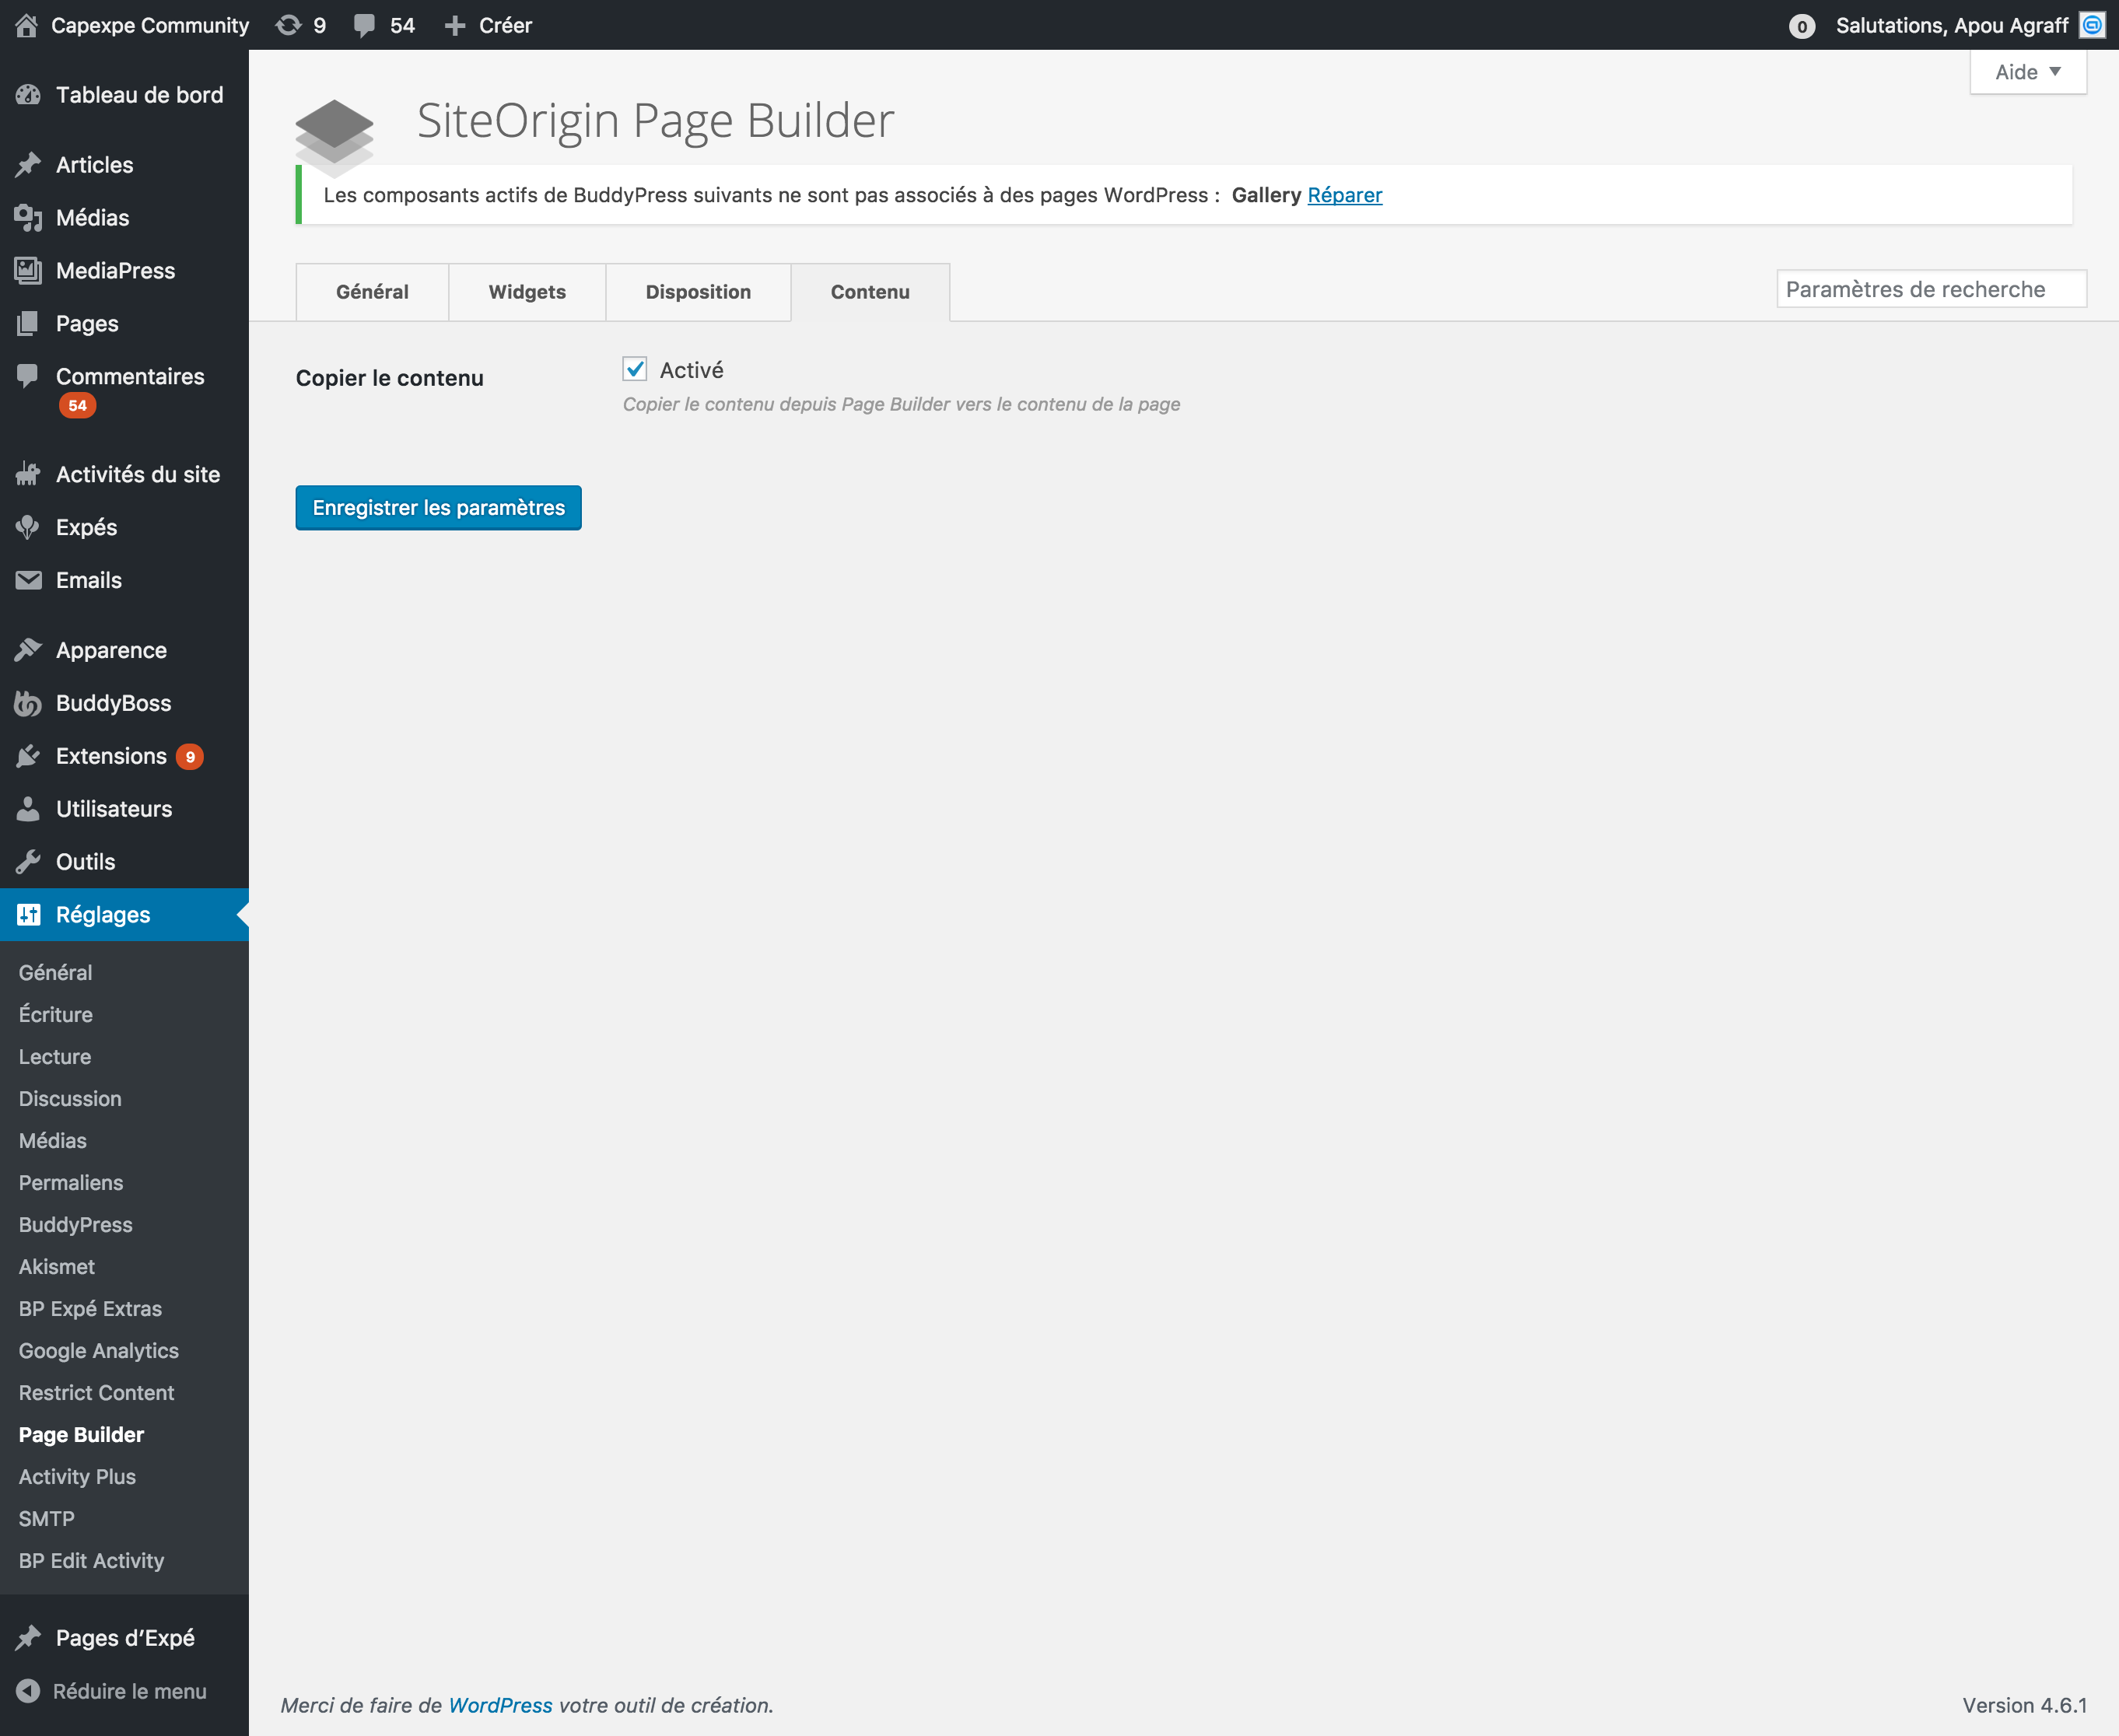 Capexpe Community 9 54 Créer 0 Salutations, Apou Agraff
Aide
Tableau de bord
Articles
Médias
MediaPress
Pages
Commentaires
54
Activités du site
Expés
Emails
Apparence
BuddyBoss
Extensions 9
Utilisateurs
Outils
Réglages
Général
Écriture
Lecture
Discussion
Médias
Permaliens
BuddyPress
Akismet
BP Expé Extras
Google Analytics
Restrict Content
Page Builder
Activity Plus
SMTP
BP Edit Activity
Pages d’Expé
Réduire le menu
SiteOrigin Page Builder
Les composants actifs de BuddyPress suivants ne sont pas associés à des pages WordPress : Gallery Réparer
Général Widgets Disposition Contenu Paramètres de recherche
Copier le contenu Activé
Copier le contenu depuis Page Builder vers le contenu de la page
Enregistrer les paramètres
Merci de faire de WordPress votre outil de création. Version 4.6.1